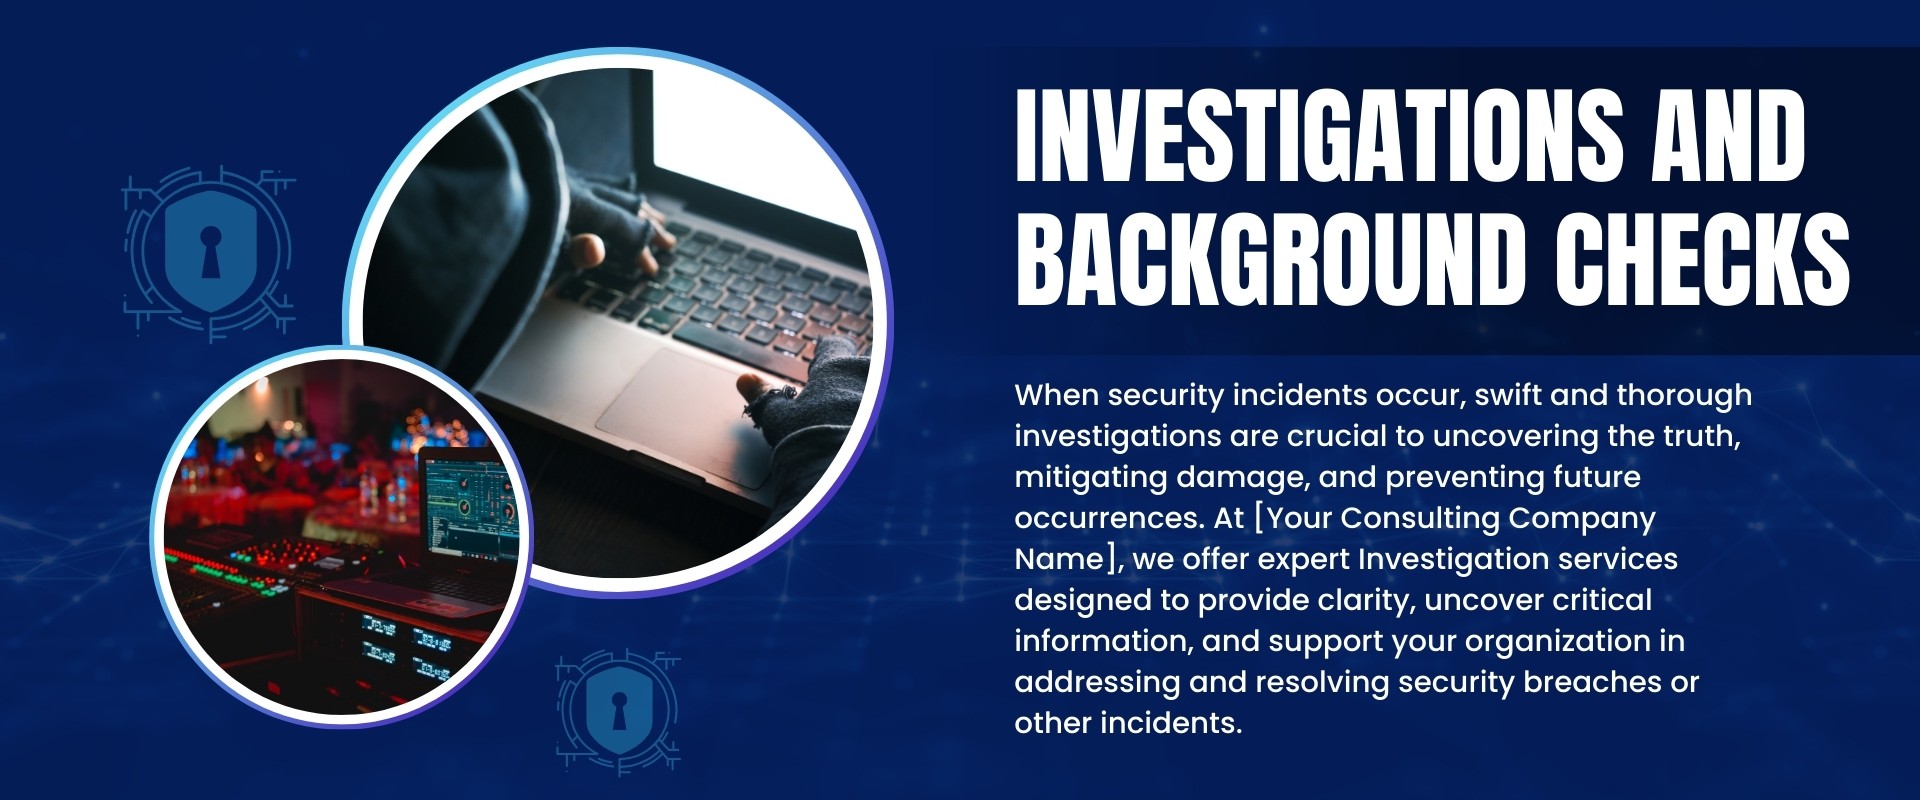 INVESTIGATIONS AND
BACKGROUND CHECKS
When security incidents occur, swift and thorough
investigations are crucial to uncovering the truth,
mitigating damage, and preventing future
occurrences. At [Your Consulting Company
Name], we offer expert Investigation services
designed to provide clarity, uncover critical
information, and support your organization in
addressing and resolving security breaches or
other incidents.